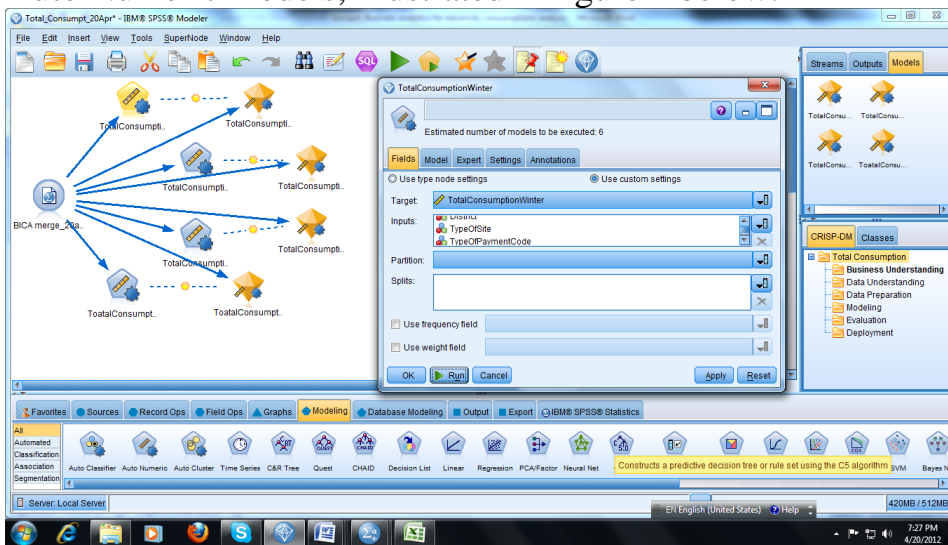 Total_Consumpt_20Apr* - IBM® SPSS® Modeler
File Edit Insert View Tools SuperNode Window Help
SQL
Streams Outputs Models
TotalConsu... TotalConsu...
TotalConsu... ToatalConsu...
TotalConsumpti.. TotalConsumpti..
TotalConsumpti.. TotalConsumpti..
BICA merge_20a..
TotalConsumpti.. TotalConsumpti..
ToatalConsumpt.. ToatalConsumpt..
TotalConsumptionWinter
Estimated number of models to be executed: 6
Fields Model Expert Settings Annotations
Use type node settings Use custom settings
Target: TotalConsumptionWinter
Inputs: District
TypeOfSite
TypeOfPaymentCode
Partition:
Splits:
Use frequency field
Use weight field
OK Run Cancel Apply Reset
CRISP-DM Classes
Total Consumption
Business Understanding
Data Understanding
Data Preparation
Modeling
Evaluation
Deployment
Favorites Sources Record Ops Field Ops Graphs Modeling Database Modeling Output Export IBM® SPSS® Statistics
All
Automated
Classification
Association
Segmentation
Auto Classifier Auto Numeric Auto Cluster Time Series C&R Tree Quest CHAID Decision List Linear Regression PCA/Factor Neural Net SVM Bayes N
Constructs a predictive decision tree or rule set using the C5 algorithm
Server: Local Server
EN English (United States) Help
420MB / 512MB
7:27 PM
4/20/2012